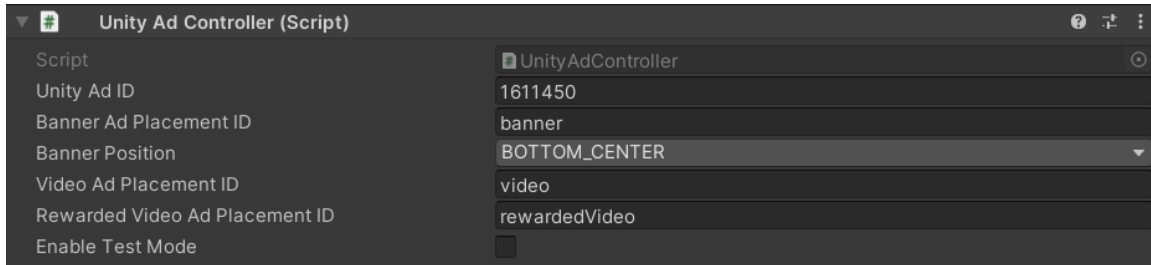 Unity Ad Controller (Script)
Script UnityAdController
Unity Ad ID 1611450
Banner Ad Placement ID banner
Banner Position BOTTOM_CENTER
Video Ad Placement ID video
Rewarded Video Ad Placement ID rewardedVideo
Enable Test Mode